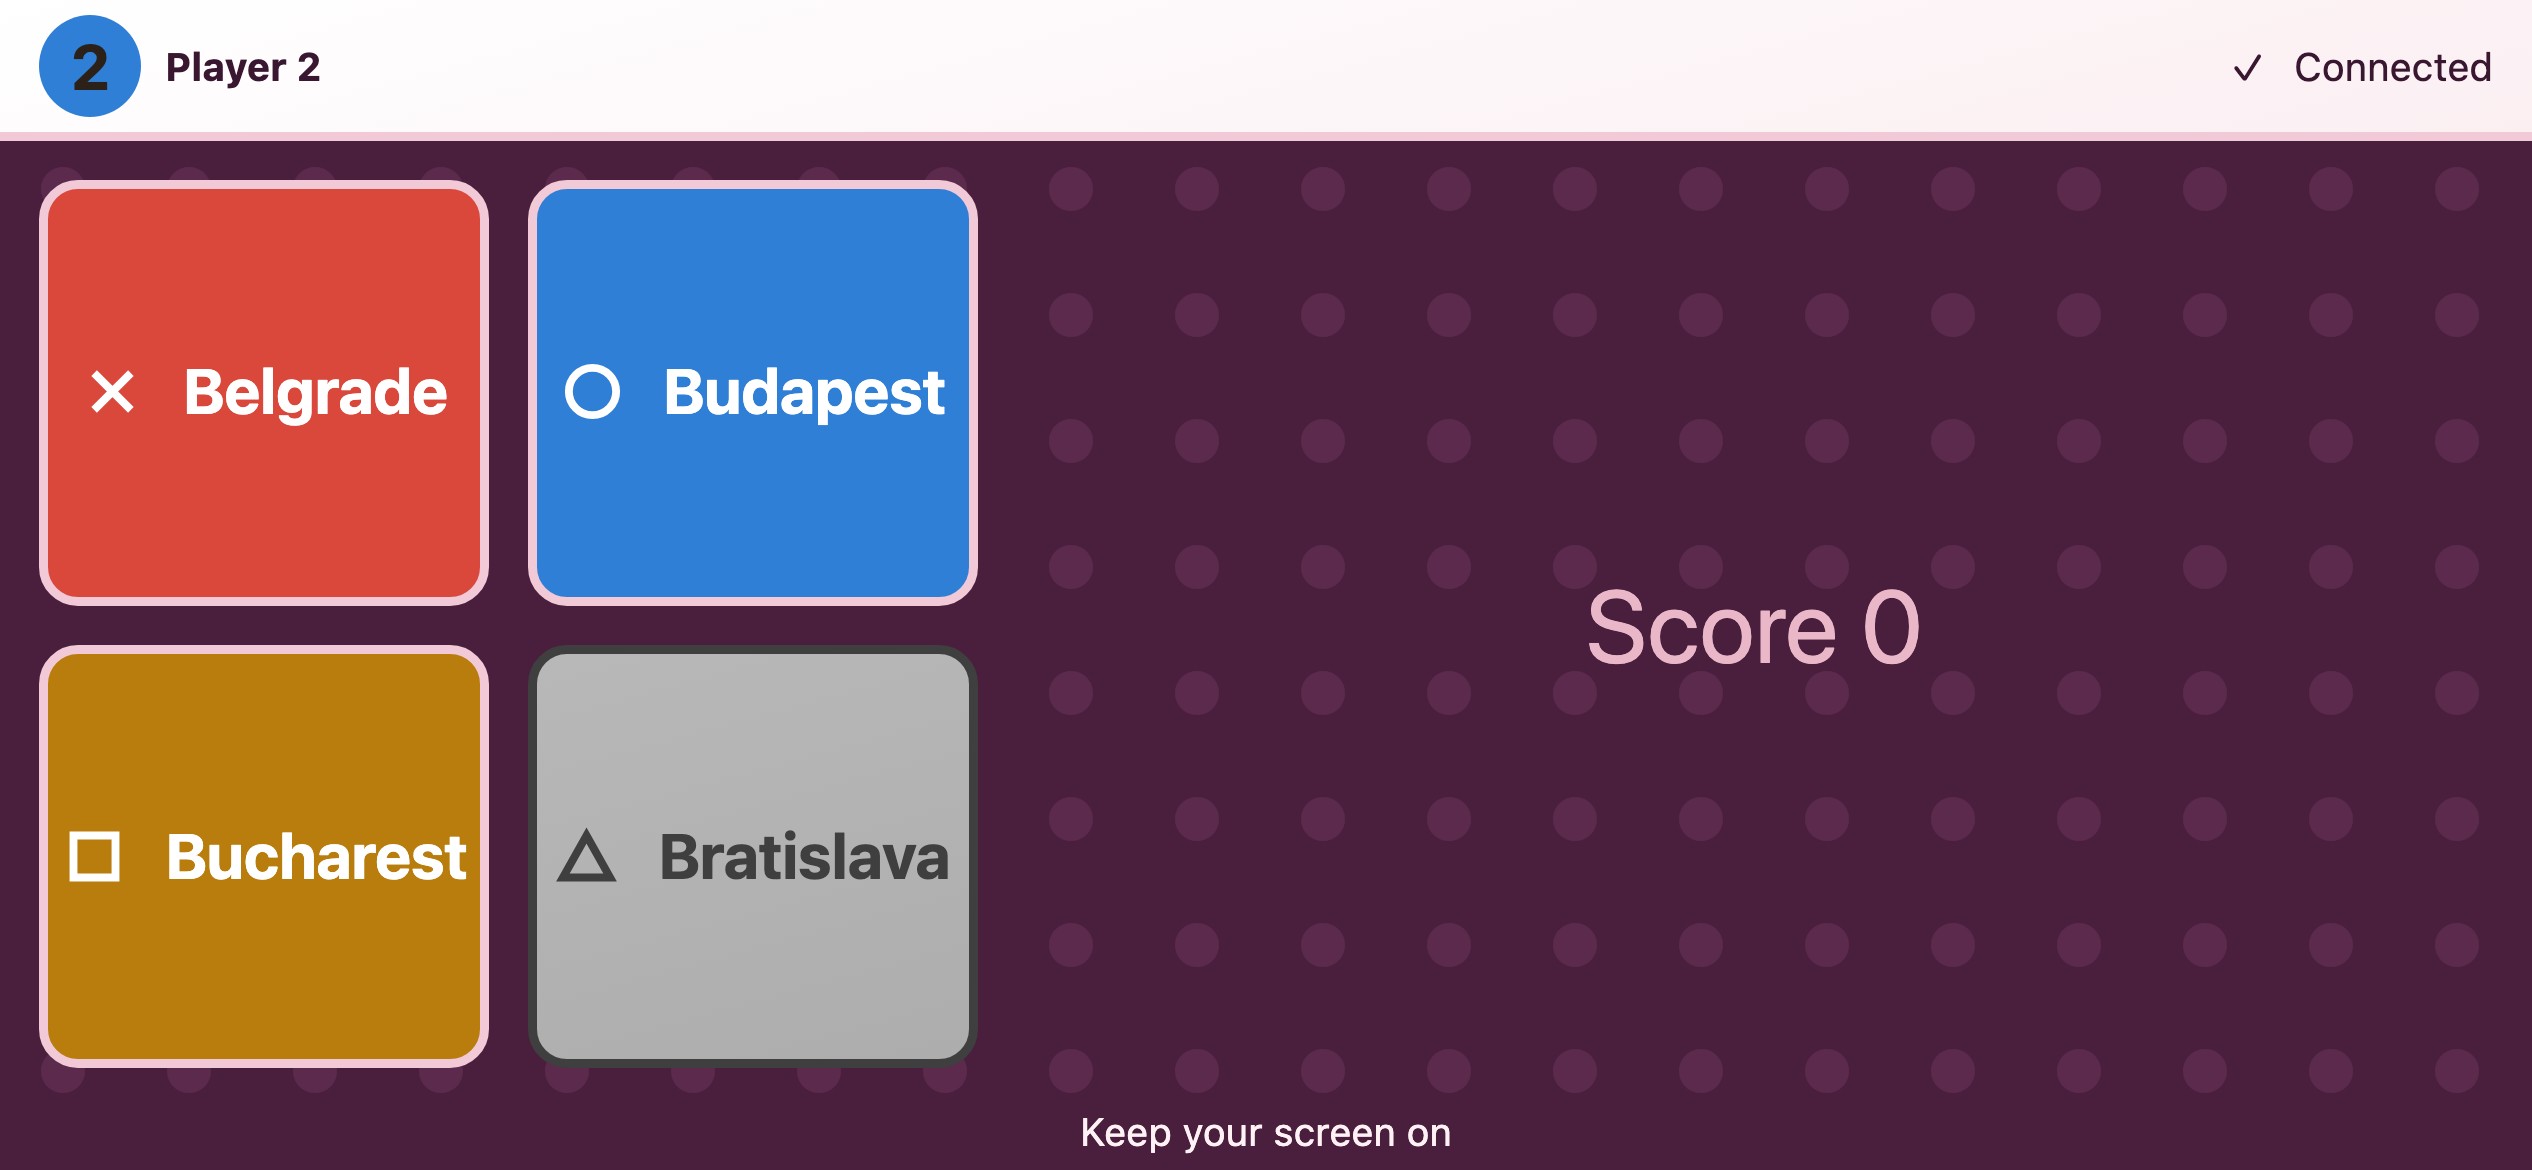 2 Player 2
✓ Connected
Belgrade
Budapest
Bucharest
Bratislava
Score 0
Keep your screen on